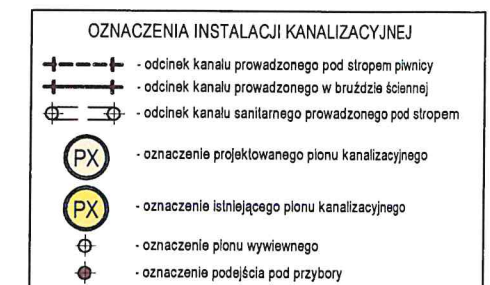 OZNACZENIA INSTALACJI KANALIZACYJNEJ
- odcinek kanału prowadzonego pod stropem piwnicy
- odcinek kanału prowadzonego w bruździe ściennej
- odcinek kanału sanitarnego prowadzonego pod stropem
PX - oznaczenie projektowanego pionu kanalizacyjnego
PX - oznaczenie istniejącego pionu kanalizacyjnego
- oznaczenie pionu wywiewnego
- oznaczenie podejścia pod przybory